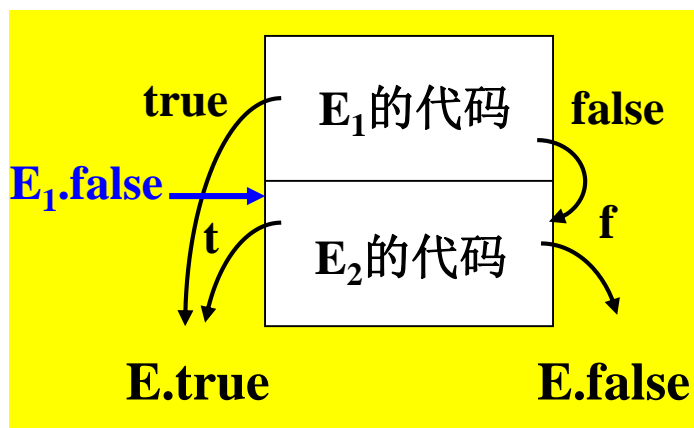 true
E₁的代码
false
E₁.false
t
E₂的代码
f
E.true
E.false